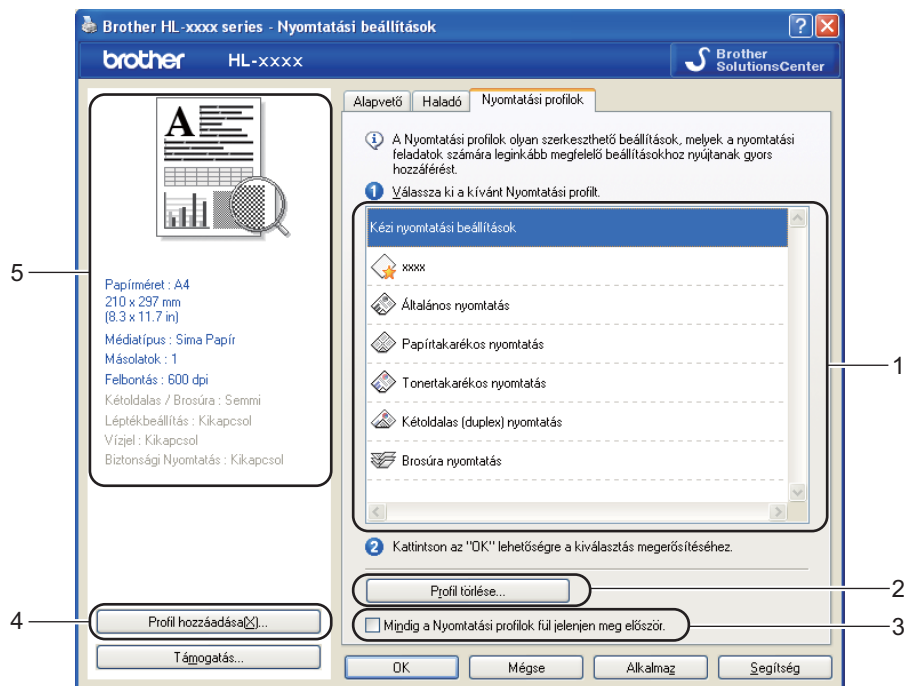 Brother HL-xxxx series - Nyomtatási beállítások
brother HL-xxxx
Brother
SolutionsCenter
Alapvető Haladó Nyomtatási profilok
A Nyomtatási profilok olyan szerkeszthető beállítások, melyek a nyomtatási
feladatok számára leginkább megfelelő beállításokhoz nyújtanak gyors
hozzáférést.
1 Válassza ki a kívánt Nyomtatási profilt.
Kézi nyomtatási beállítások
xxxx
Általános nyomtatás
Papírtakarékos nyomtatás
Tonertakarékos nyomtatás
Kétoldalas (duplex) nyomtatás
Brosúra nyomtatás
1
2 Kattintson az "OK" lehetőségre a kiválasztás megerősítéséhez.
Profil törlése...
2
Mindig a Nyomtatási profilok fül jelenjen meg először.
3
A
5
Papírméret : A4
210 x 297 mm
(8.3 x 11.7 in)
Médiatípus : Sima Papír
Másolatok : 1
Felbontás : 600 dpi
Kétoldalas / Brosúra : Semmi
Léptékbeállítás : Kikapcsol
Vízjel : Kikapcsol
Biztonsági Nyomtatás : Kikapcsol
4
Profil hozzáadása(X)...
Támogatás...
OK Mégse Alkalmaz Segítség